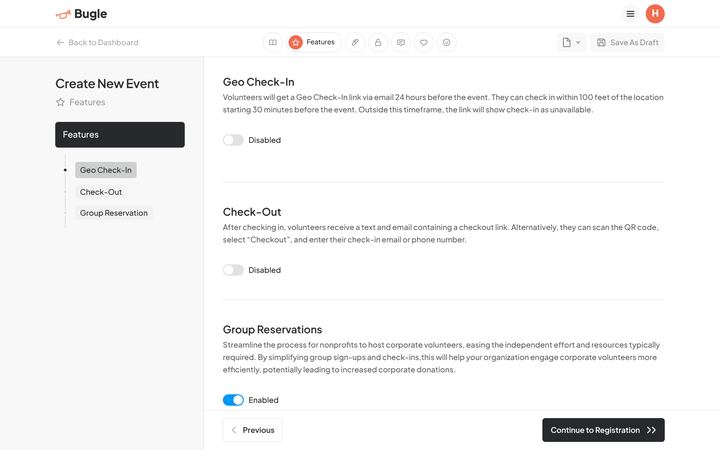 Bugle
H
Back to Dashboard
Features
Save As Draft
Create New Event
Features
Features
Geo Check-In
Check-Out
Group Reservation
Geo Check-In
Volunteers will get a Geo Check-In link via email 24 hours before the event. They can check in within 100 feet of the location
starting 30 minutes before the event. Outside this timeframe, the link will show check-in as unavailable.
Disabled
Check-Out
After checking in, volunteers receive a text and email containing a checkout link. Alternatively, they can scan the QR code,
select “Checkout”, and enter their check-in email or phone number.
Disabled
Group Reservations
Streamline the process for nonprofits to host corporate volunteers, easing the independent effort and resources typically
required. By simplifying group sign-ups and check-ins,this will help your organization engage corporate volunteers more
efficiently, potentially leading to increased corporate donations.
Enabled
Previous
Continue to Registration